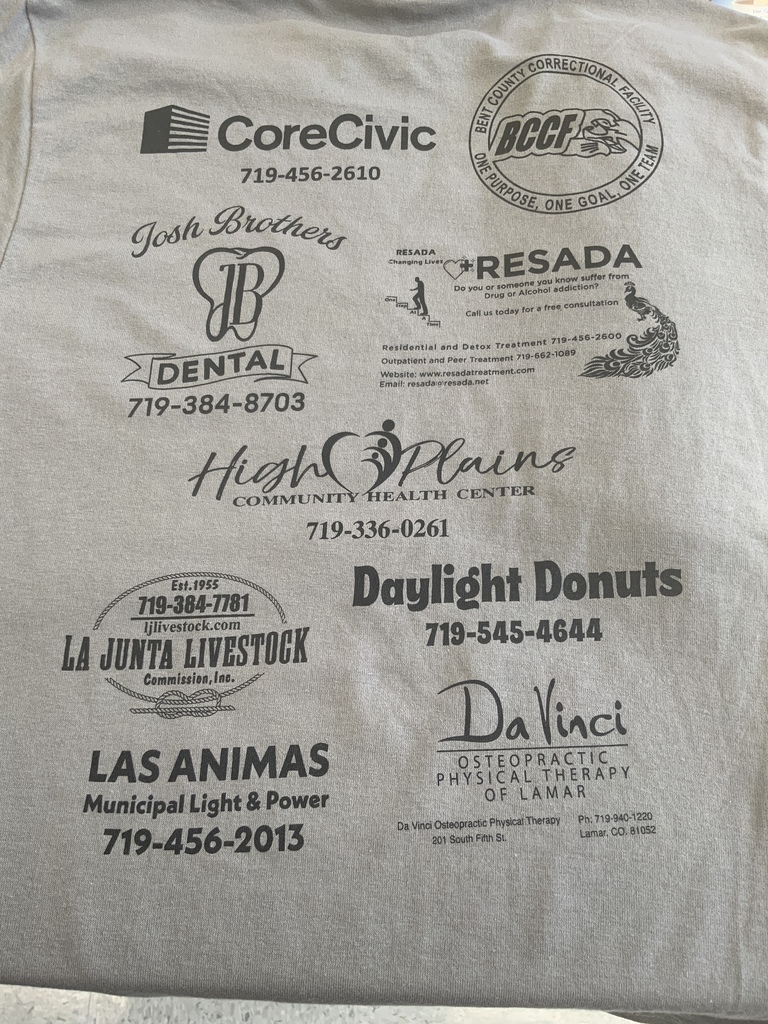 CoreCivic
719-456-2610
BENT COUNTY CORRECTIONAL FACILITY
BCCF
ONE PURPOSE, ONE GOAL, ONE TEAM
Josh Brothers
JB
DENTAL
719-384-8703
RESADA
Changing Lives
RESADA
Do you or someone you know suffer from
Drug or Alcohol addiction?
Call us today for a free consultation
Residential and Detox Treatment 719-456-2600
Outpatient and Peer Treatment 719-662-1089
Website: www.resadatreatment.com
Email: resada@resada.net
High Plains
COMMUNITY HEALTH CENTER
719-336-0261
Est.1955
719-384-7781
ljlivestock.com
LA JUNTA LIVESTOCK
Commission, Inc.
Daylight Donuts
719-545-4644
LAS ANIMAS
Municipal Light & Power
719-456-2013
Da Vinci
OSTEOPRACTIC
PHYSICAL THERAPY
OF LAMAR
Da Vinci Osteopractic Physical Therapy
201 South Fifth St.
Ph: 719-940-1220
Lamar, CO. 81052